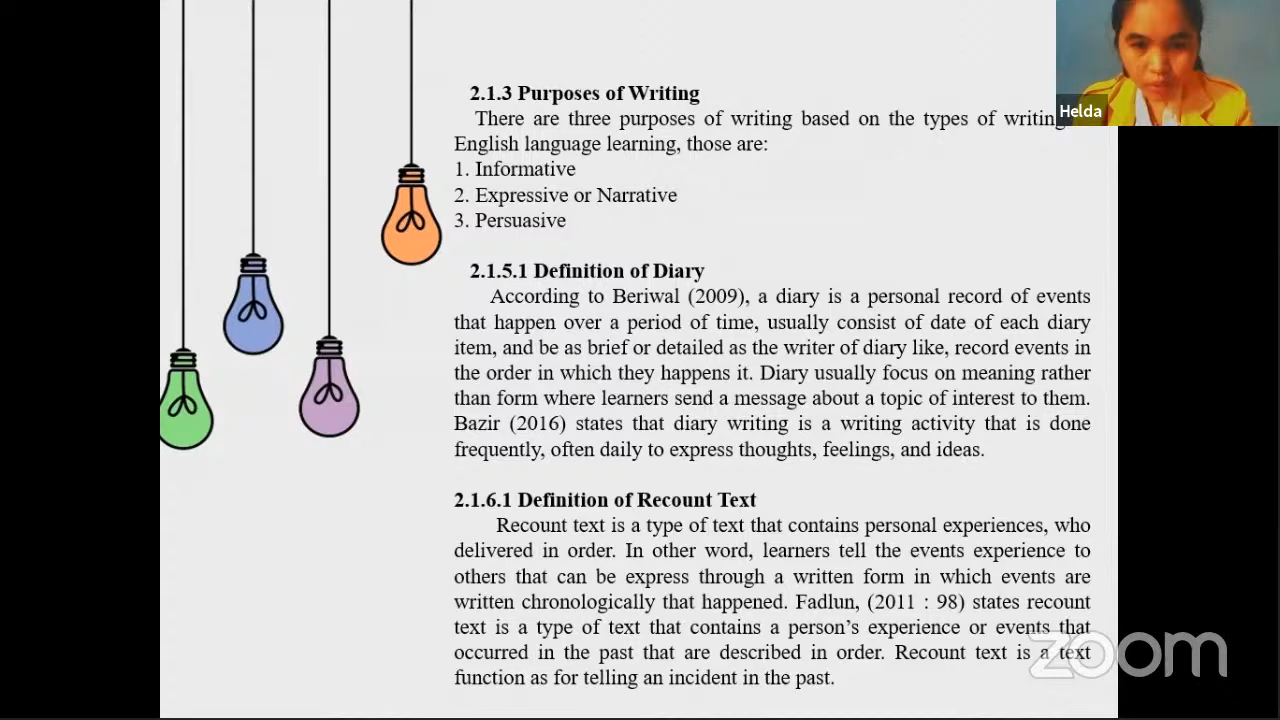 2.1.3 Purposes of Writing
There are three purposes of writing based on the types of writing
English language learning, those are:
1. Informative
2. Expressive or Narrative
3. Persuasive
2.1.5.1 Definition of Diary
According to Beriwal (2009), a diary is a personal record of events
that happen over a period of time, usually consist of date of each diary
item, and be as brief or detailed as the writer of diary like, record events in
the order in which they happens it. Diary usually focus on meaning rather
than form where learners send a message about a topic of interest to them.
Bazir (2016) states that diary writing is a writing activity that is done
frequently, often daily to express thoughts, feelings, and ideas.
2.1.6.1 Definition of Recount Text
Recount text is a type of text that contains personal experiences, who
delivered in order. In other word, learners tell the events experience to
others that can be express through a written form in which events are
written chronologically that happened. Fadlun, (2011 : 98) states recount
text is a type of text that contains a person's experience or events that
occurred in the past that are described in order. Recount text is a text
function as for telling an incident in the past.
Helda
zoom